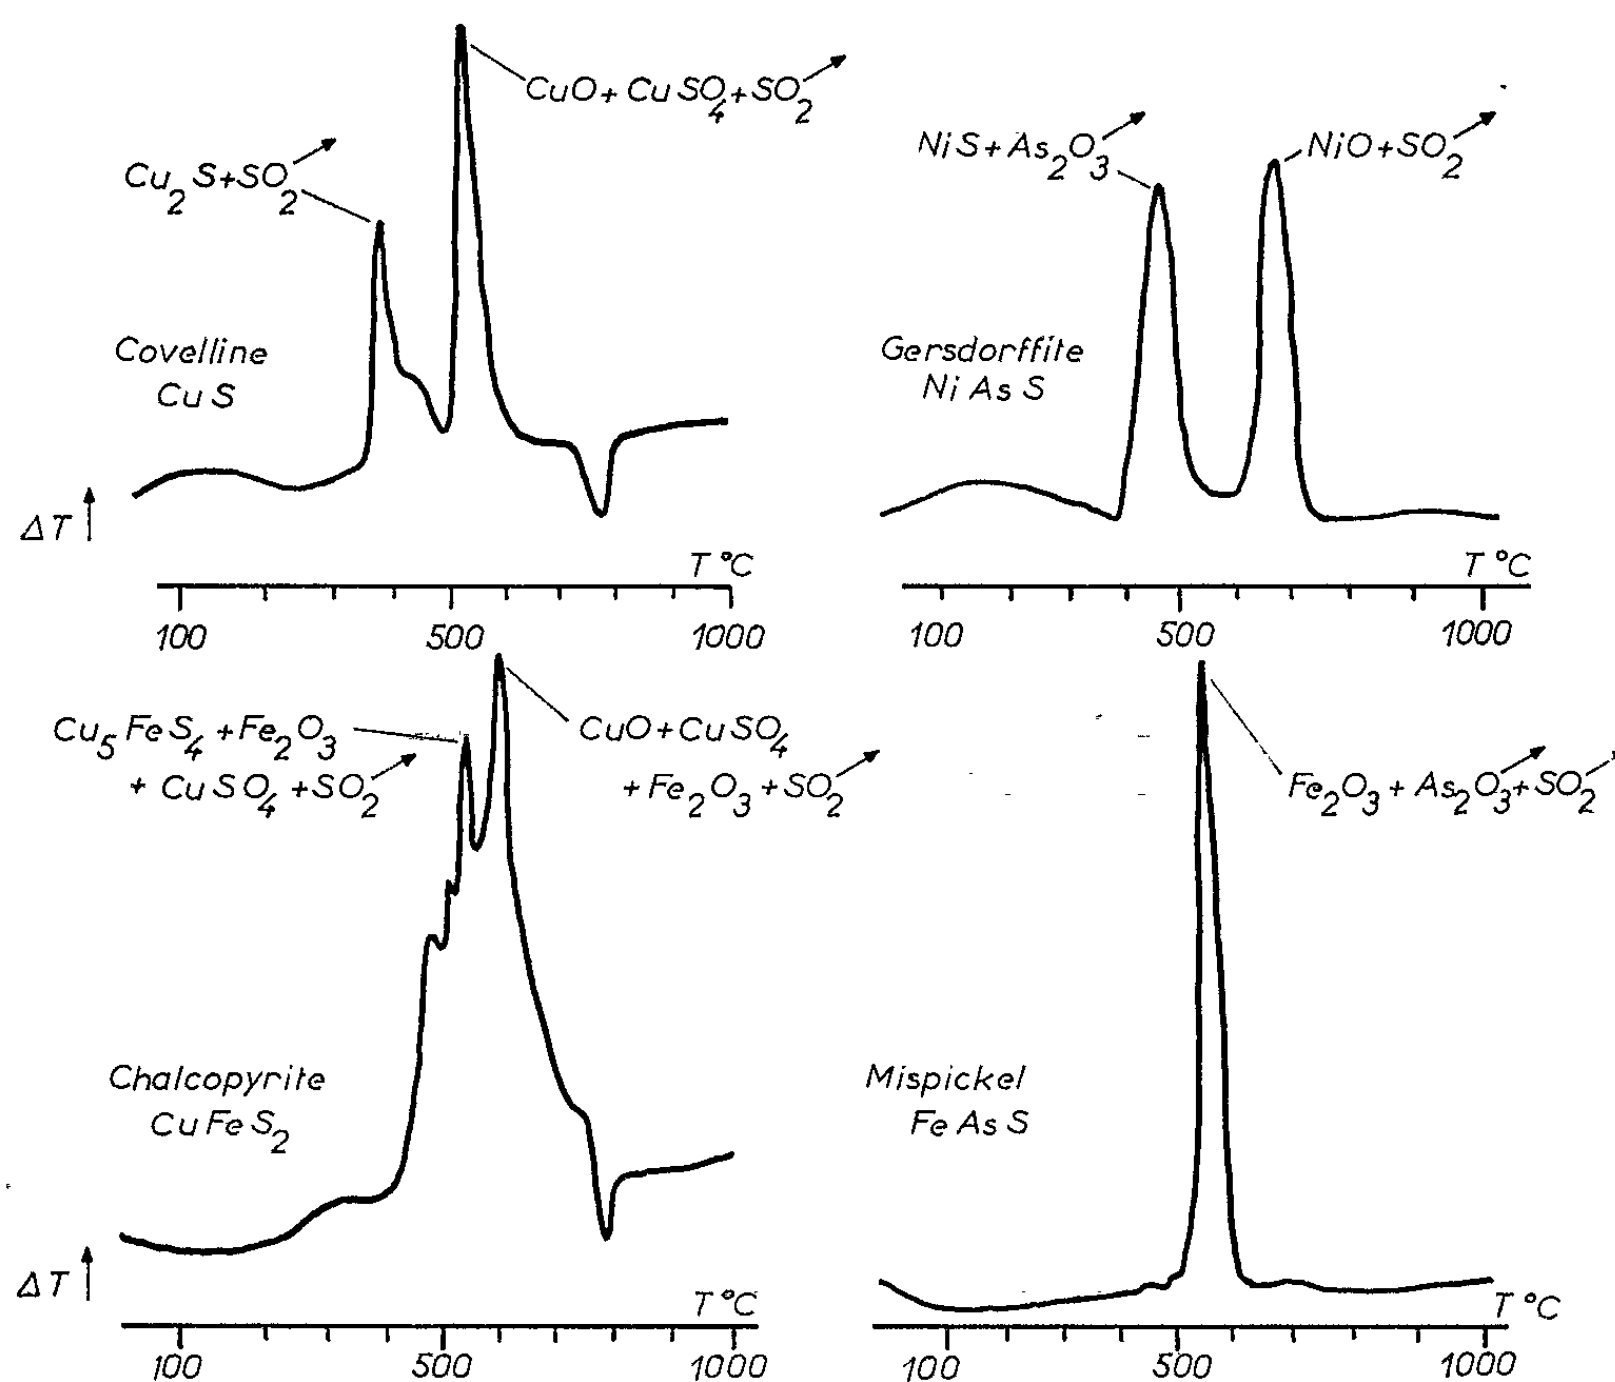 CuO + CuSO4 + SO2
Cu2S + SO2
Covelline
CuS
ΔT
T °C
100 500 1000
NiS + As2O3
NiO + SO2
Gersdorffite
NiAsS
T °C
100 500 1000
Cu5FeS4 + Fe2O3
+ CuSO4 + SO2
CuO + CuSO4
+ Fe2O3 + SO2
Chalcopyrite
CuFeS2
ΔT
T °C
100 500 1000
Fe2O3 + As2O3 + SO2
Mispickel
FeAsS
T °C
100 500 1000